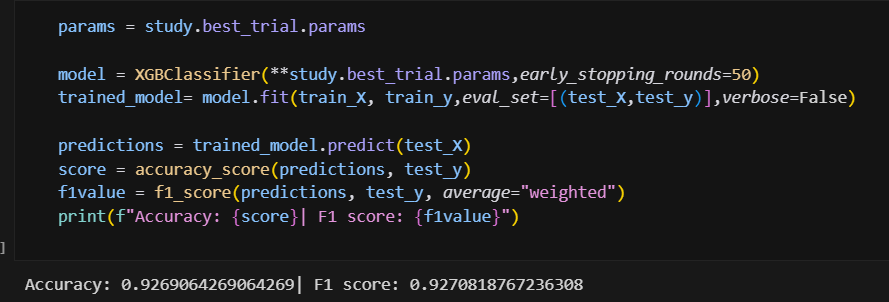 params = study.best_trial.params
model = XGBClassifier(**study.best_trial.params,early_stopping_rounds=50)
trained_model= model.fit(train_X, train_y,eval_set=[(test_X,test_y)],verbose=False)
predictions = trained_model.predict(test_X)
score = accuracy_score(predictions, test_y)
f1value = f1_score(predictions, test_y, average="weighted")
print(f"Accuracy: {score}| F1 score: {f1value}")
]
Accuracy: 0.9269064269064269| F1 score: 0.9270818767236308